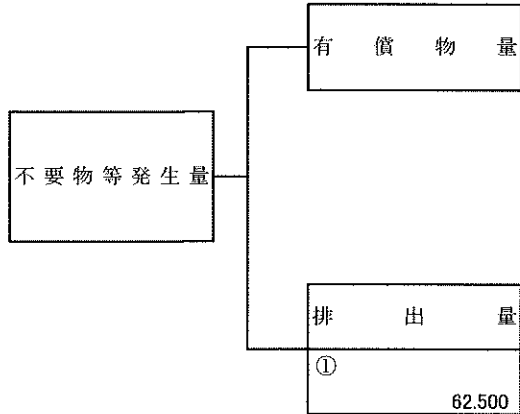 有償物量
不要物等発生量
排出量
①
62.500